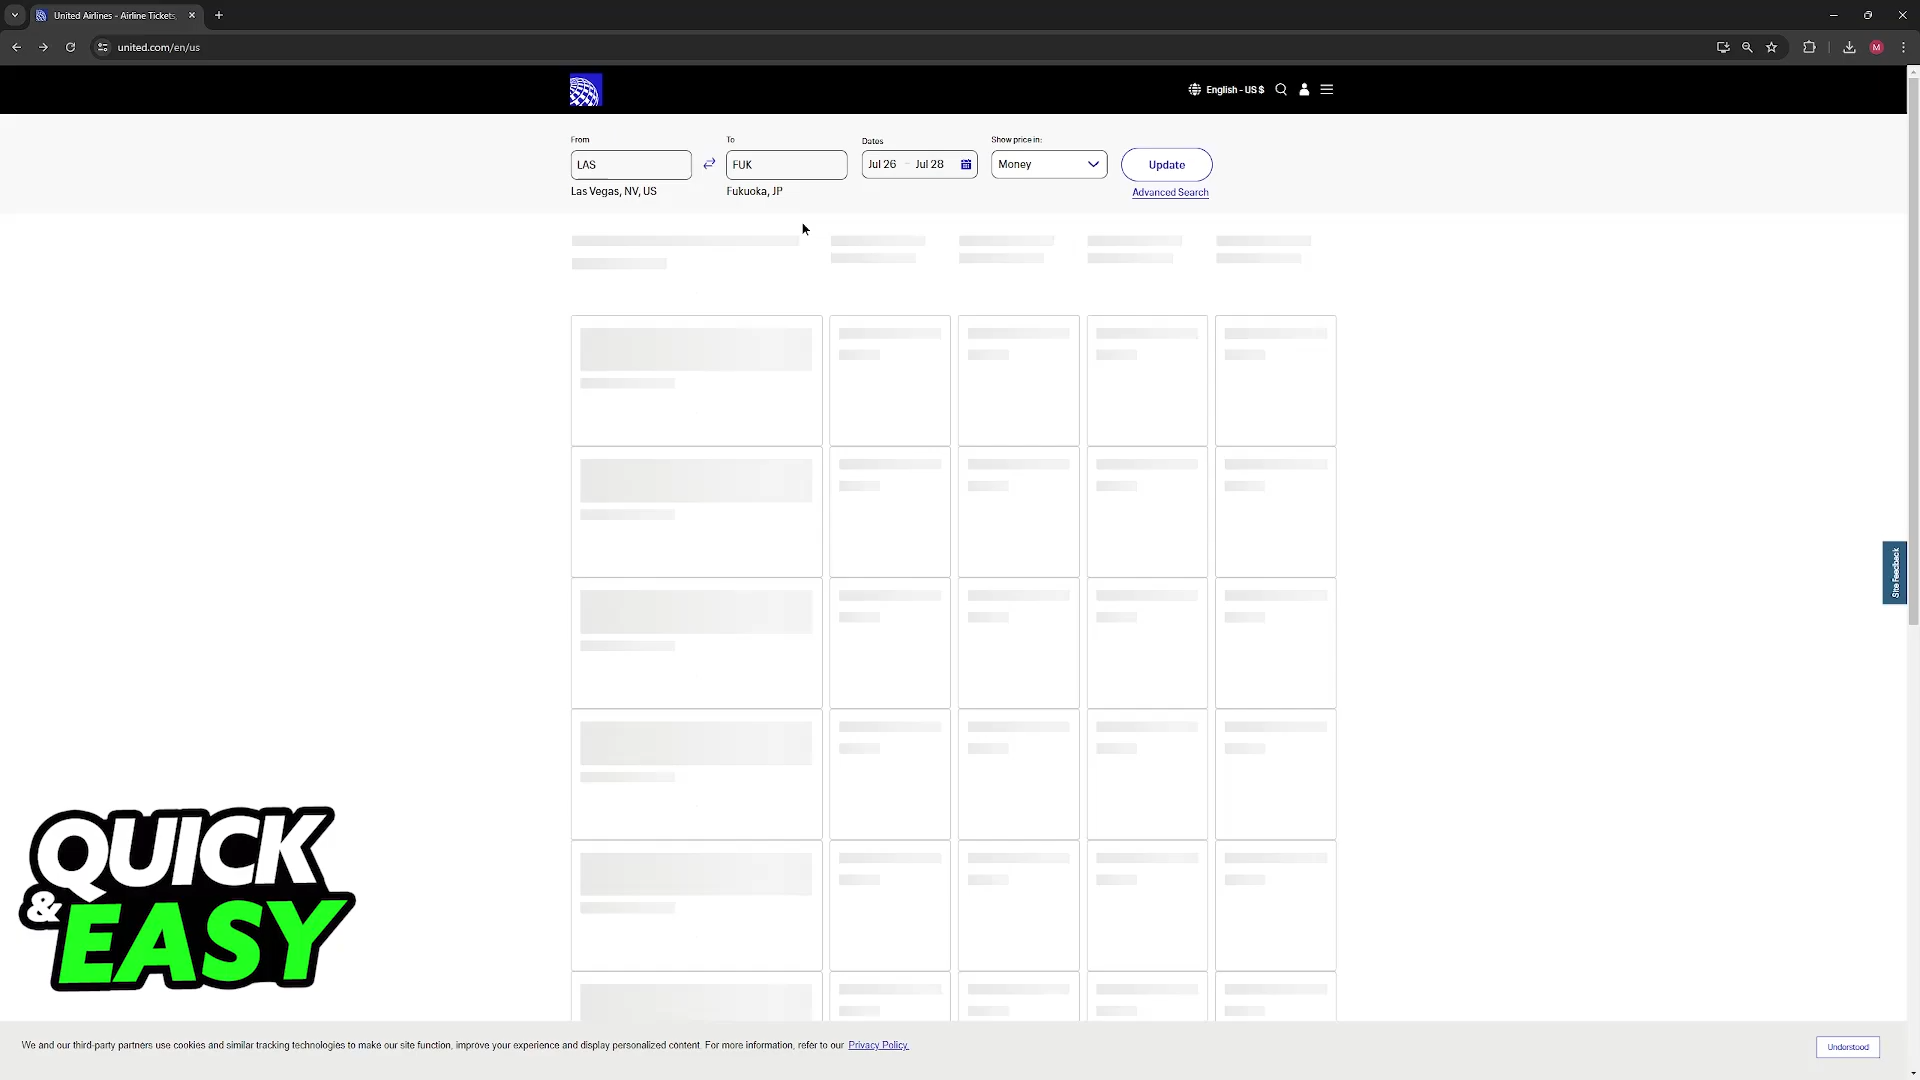 United Airlines - Airline Tickets
united.com/en/us
M
English - US $
From
To
Dates
Show price in:
LAS
FUK
Jul 26 – Jul 28
Money
Update
Las Vegas, NV, US
Fukuoka, JP
Advanced Search
Site Feedback
QUICK
& EASY
We and our third-party partners use cookies and similar tracking technologies to make our site function, improve your experience and display personalized content. For more information, refer to our Privacy Policy.
Understood